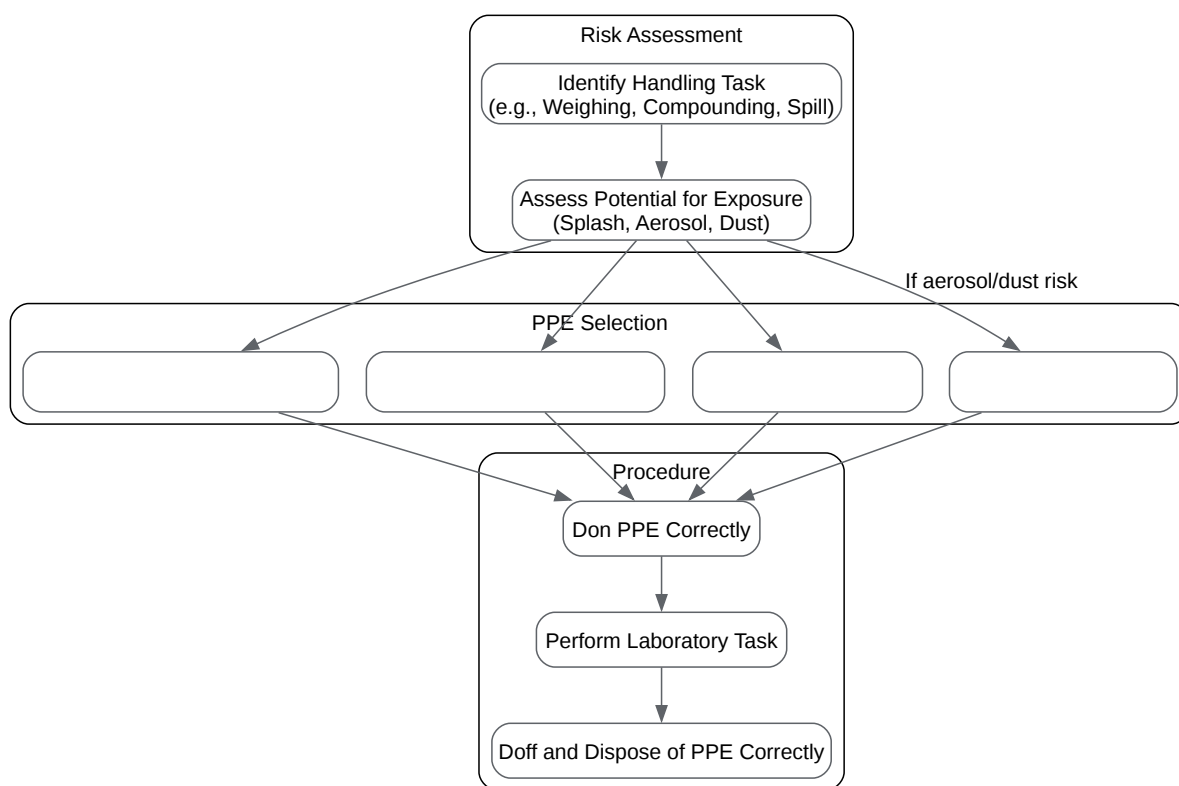 Risk Assessment
Identify Handling Task
(e.g., Weighing, Compounding, Spill)
Assess Potential for Exposure
(Splash, Aerosol, Dust)
If aerosol/dust risk
PPE Selection
Procedure
Don PPE Correctly
Perform Laboratory Task
Doff and Dispose of PPE Correctly